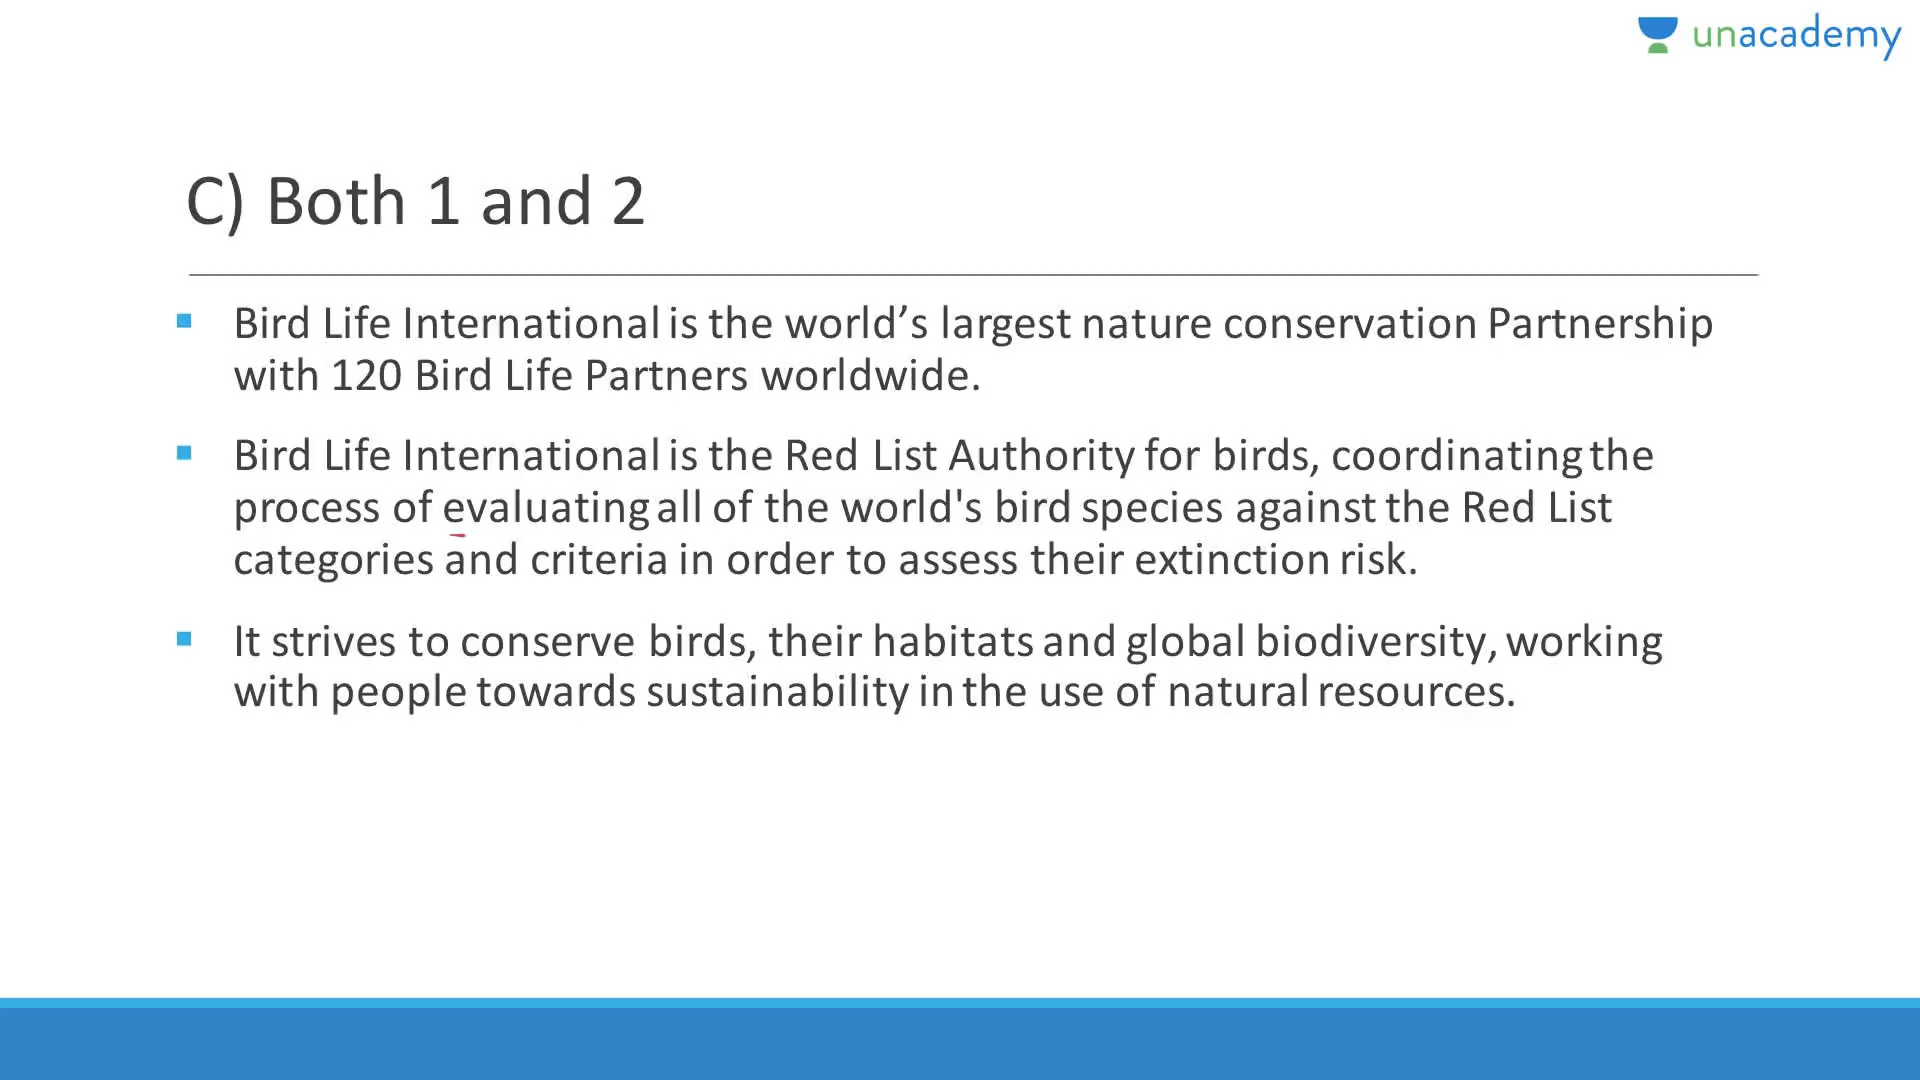 unacademy
C) Both 1 and 2
▪ Bird Life International is the world’s largest nature conservation Partnership
with 120 Bird Life Partners worldwide.
▪ Bird Life International is the Red List Authority for birds, coordinating the
process of evaluating all of the world's bird species against the Red List
categories and criteria in order to assess their extinction risk.
▪ It strives to conserve birds, their habitats and global biodiversity, working
with people towards sustainability in the use of natural resources.